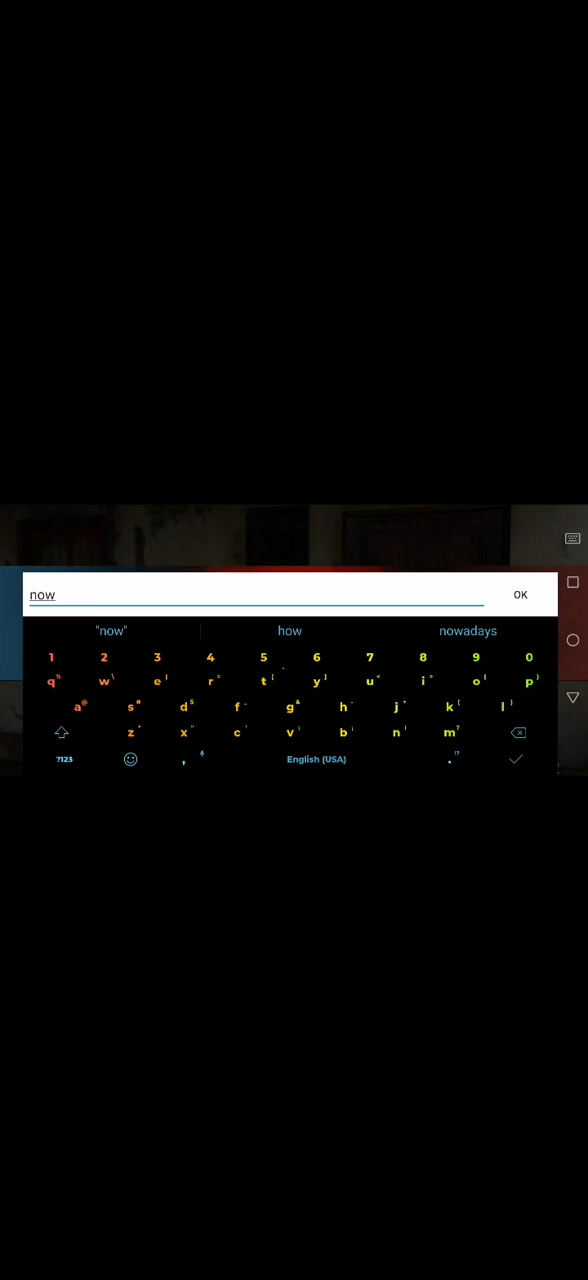 now
OK
"now" how nowadays
1 2 3 4 5 6 7 8 9 0
q w e r t y u i o p
a s d f g h j k l
z x c v b n m
?123 , English (USA) .